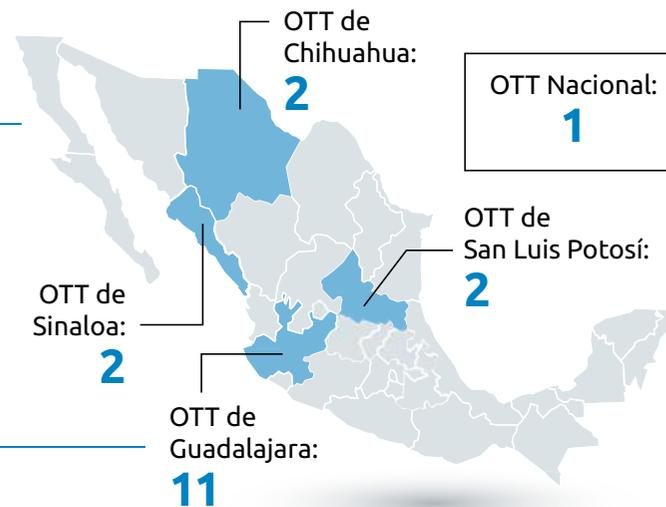 OTT de
Chihuahua:
2
OTT Nacional:
1
OTT de
San Luis Potosí:
2
OTT de
Sinaloa:
2
OTT de
Guadalajara:
11